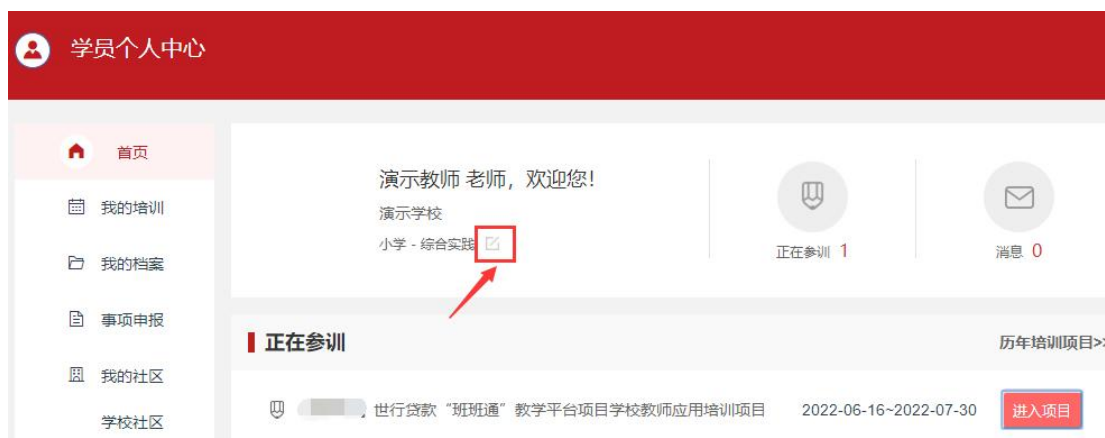 学员个人中心
首页
我的培训
我的档案
事项申报
我的社区
学校社区
演示教师 老师，欢迎您！
演示学校
小学 - 综合实践
正在参训 1
消息 0
正在参训
历年培训项目>>
世行贷款“班班通”教学平台项目学校教师应用培训项目 2022-06-16~2022-07-30 进入项目